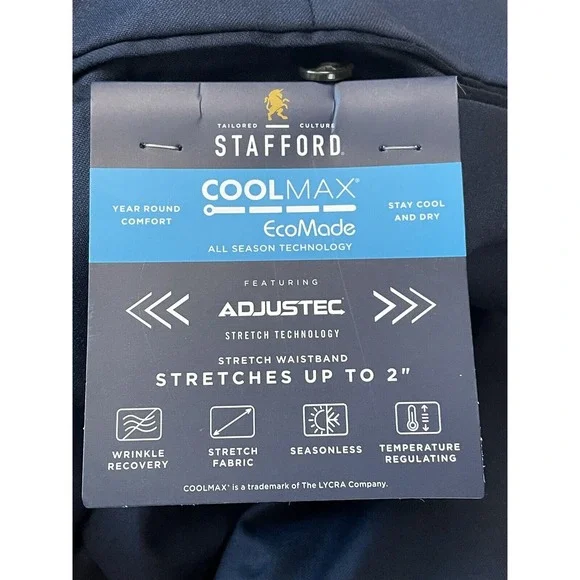 TAILORED CULTURE
STAFFORD
YEAR ROUND
COMFORT
COOLMAX®
EcoMade
ALL SEASON TECHNOLOGY
STAY COOL
AND DRY
FEATURING
ADJUSTEC
STRETCH TECHNOLOGY
STRETCH WAISTBAND
STRETCHES UP TO 2"
WRINKLE
RECOVERY
STRETCH
FABRIC
SEASONLESS
TEMPERATURE
REGULATING
COOLMAX® is a trademark of The LYCRA Company.